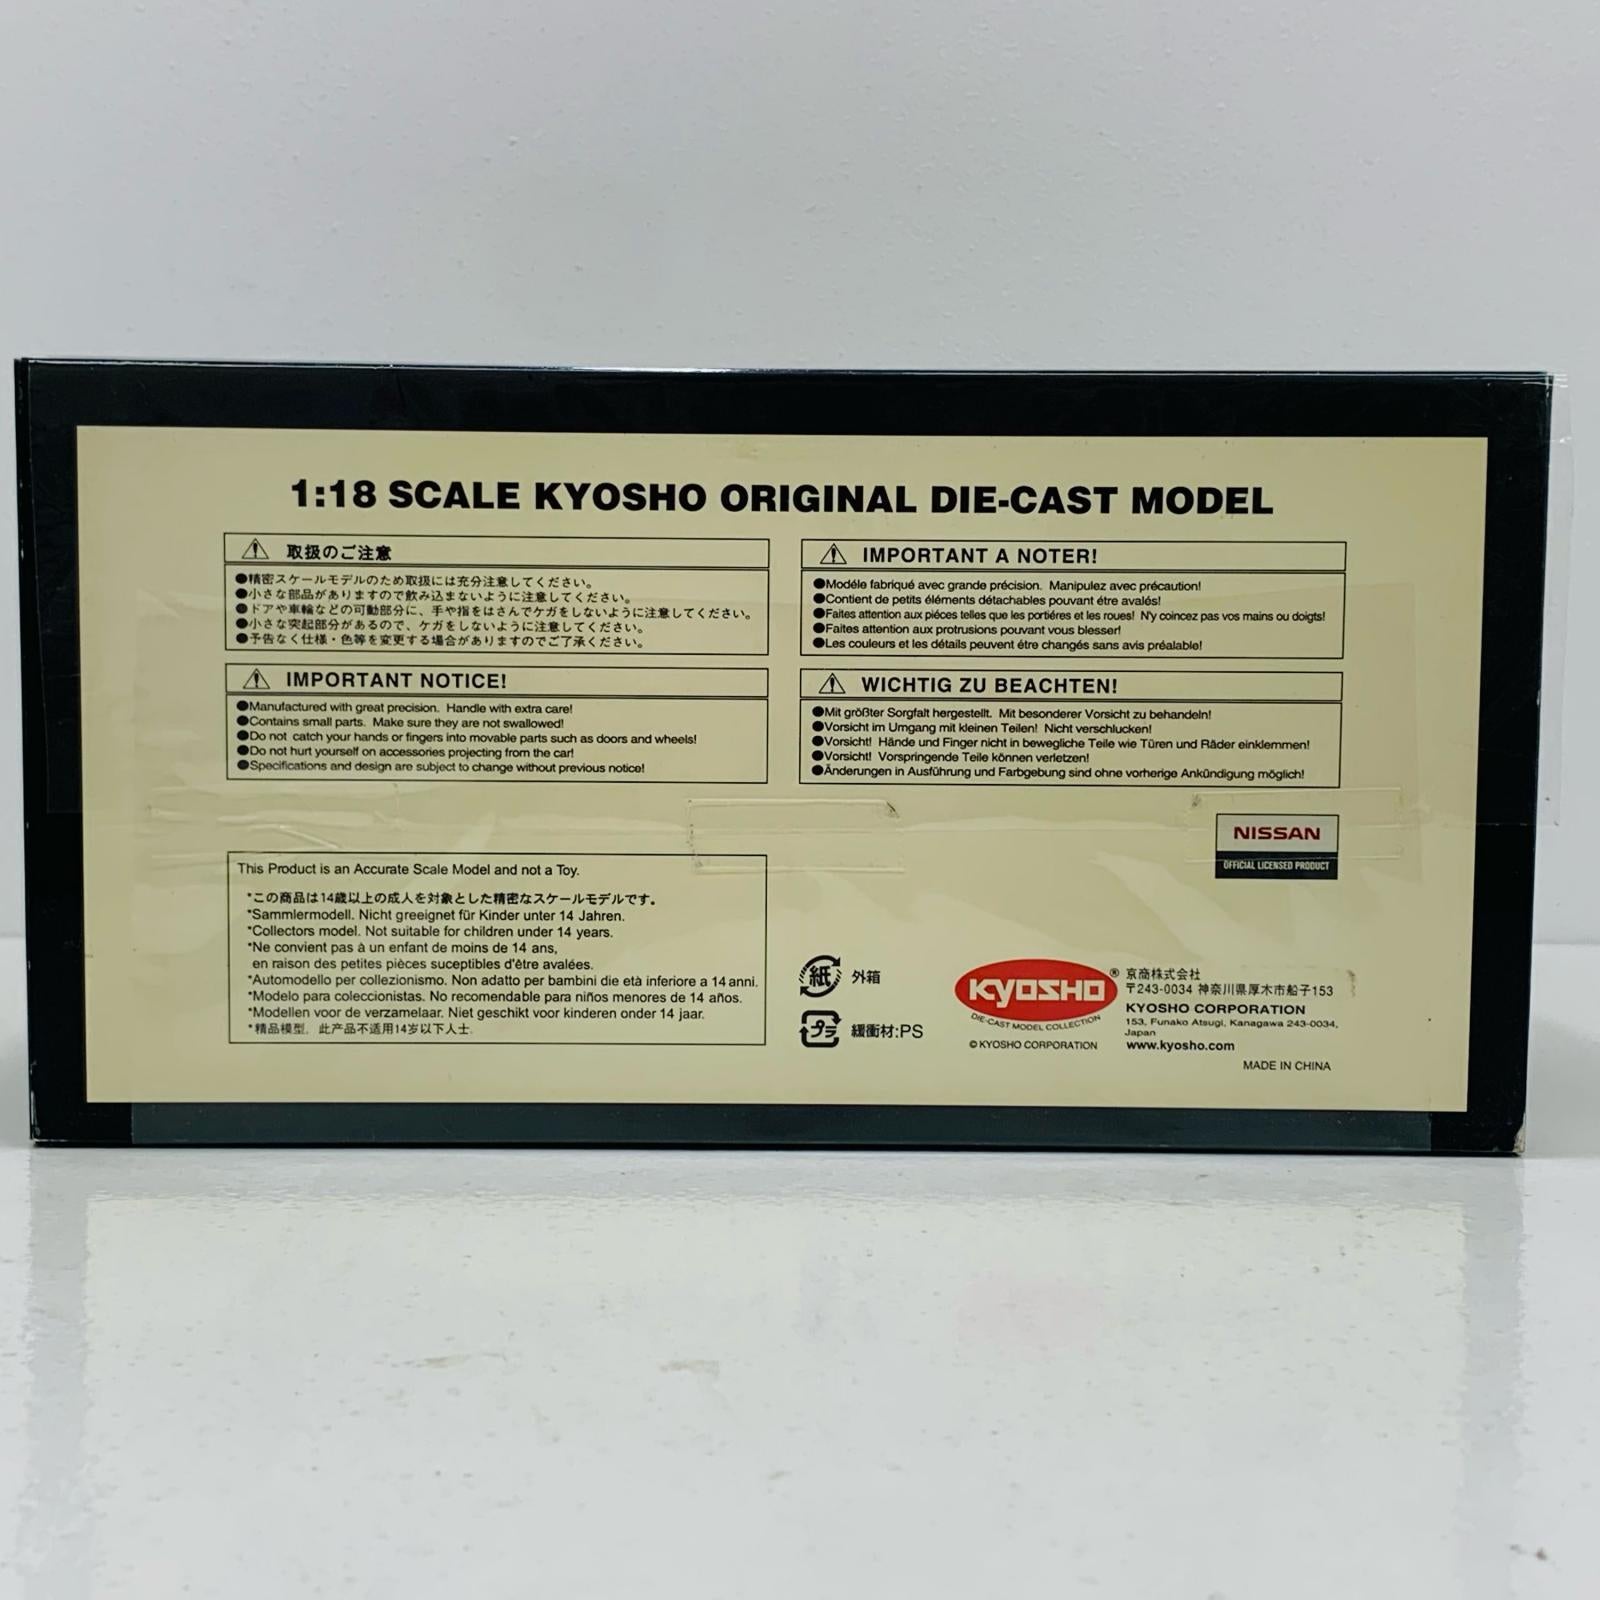 1:18 SCALE KYOSHO ORIGINAL DIE-CAST MODEL
取扱のご注意
●精密スケールモデルのため取扱には充分注意してください。
●小さな部品がありますので飲み込まないように注意してください。
●ドアや車輪などの可動部分に、手や指をはさんでケガをしないように注意してください。
●小さな突起部分があるので、ケガをしないように注意してください。
●予告なく仕様・色等を変更する場合がありますのでご了承ください。
IMPORTANT A NOTER!
●Modéle fabriqué avec grande précision. Manipulez avec précaution!
●Contient de petits éléments détachables pouvant étre avalés!
●Faites attention aux piéces telles que les portiéres et les roues! N'y coincez pas vos mains ou doigts!
●Faites attention aux protrusions pouvant vous blesser!
●Les couleurs et les détails peuvent étre changés sans avis préalable!
IMPORTANT NOTICE!
●Manufactured with great precision. Handle with extra care!
●Contains small parts. Make sure they are not swallowed!
●Do not catch your hands or fingers into movable parts such as doors and wheels!
●Do not hurt yourself on accessories projecting from the car!
●Specifications and design are subject to change without previous notice!
WICHTIG ZU BEACHTEN!
●Mit größter Sorgfalt hergestellt. Mit besonderer Vorsicht zu behandeln!
●Vorsicht im Umgang mit kleinen Teilen! Nicht verschlucken!
●Vorsicht! Hände und Finger nicht in bewegliche Teile wie Türen und Räder einklemmen!
●Vorsicht! Vorspringende Teile können verletzen!
●Änderungen in Ausführung und Farbgebung sind ohne vorherige Ankündigung möglich!
NISSAN
OFFICIAL LICENSED PRODUCT
This Product is an Accurate Scale Model and not a Toy.
*この商品は14歳以上の成人を対象とした精密なスケールモデルです。
*Sammlermodell. Nicht greeignet für Kinder unter 14 Jahren.
*Collectors model. Not suitable for children under 14 years.
*Ne convient pas à un enfant de moins de 14 ans,
en raison des petites pièces suceptibles d'être avalées.
*Automodello per collezionismo. Non adatto per bambini die età inferiore a 14 anni.
*Modelo para coleccionistas. No recomendable para niños menores de 14 años.
*Modellen voor de verzamelaar. Niet geschikt voor kinderen onder 14 jaar.
*精品模型. 此产品不适用14岁以下人士.
紙 外箱
プラ 緩衝材:PS
KYOSHO®
DIE-CAST MODEL COLLECTION
© KYOSHO CORPORATION
京商株式会社
〒243-0034 神奈川県厚木市船子153
KYOSHO CORPORATION
153, Funako Atsugi, Kanagawa 243-0034,
Japan
www.kyosho.com
MADE IN CHINA